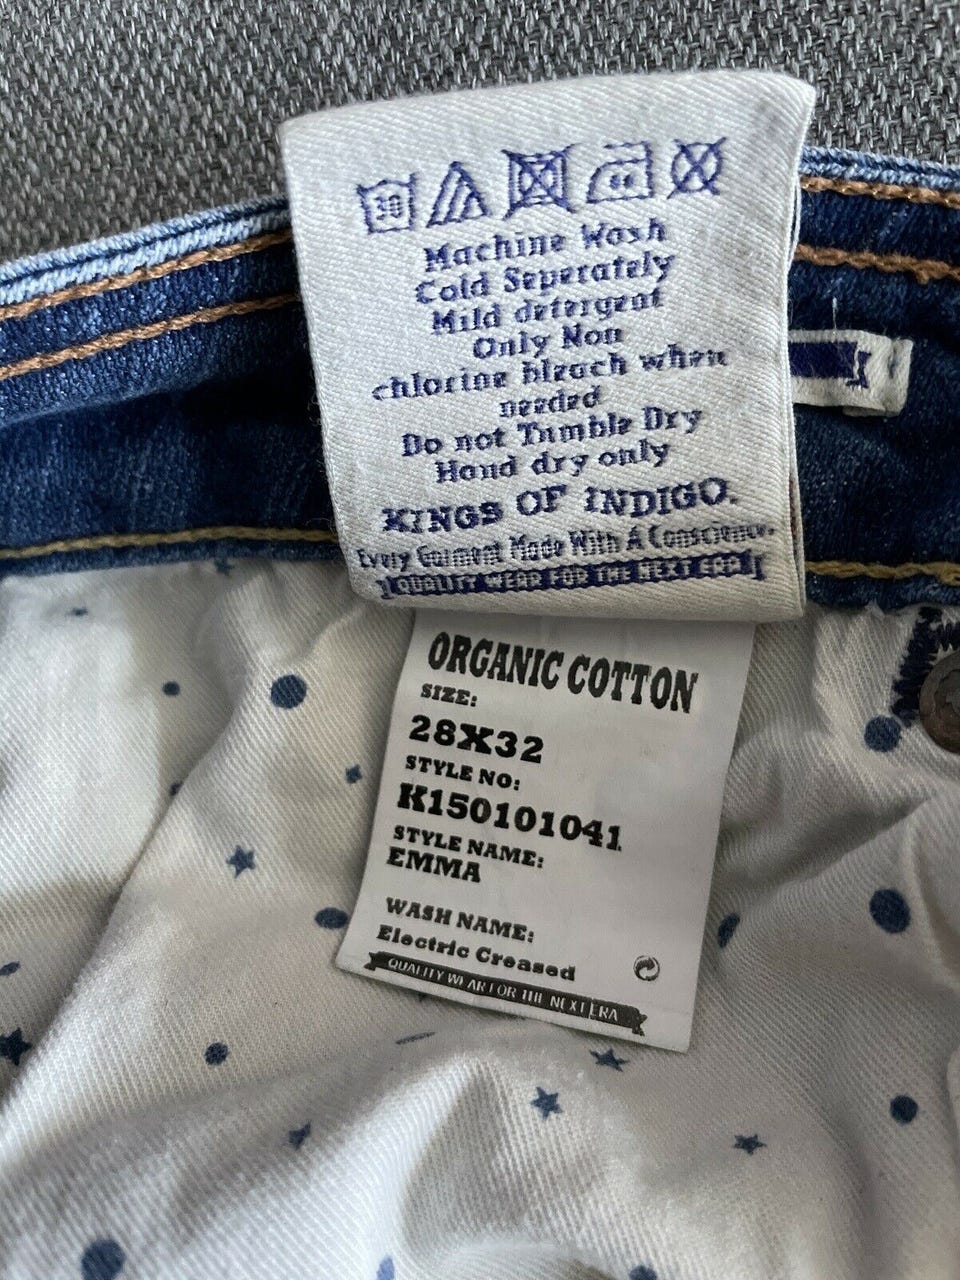 30
Machine Wash
Cold Seperately
Mild detergent
Only Non
chlorine bleach when
needed
Do not Tumble Dry
Hand dry only
KINGS OF INDIGO.
Every Garment Made With A Conscience.
QUALITY WEAR FOR THE NEXT ERA
ORGANIC COTTON
SIZE:
28X32
STYLE NO:
K150101041
STYLE NAME:
EMMA
WASH NAME:
Electric Creased
QUALITY WEAR FOR THE NEXT ERA